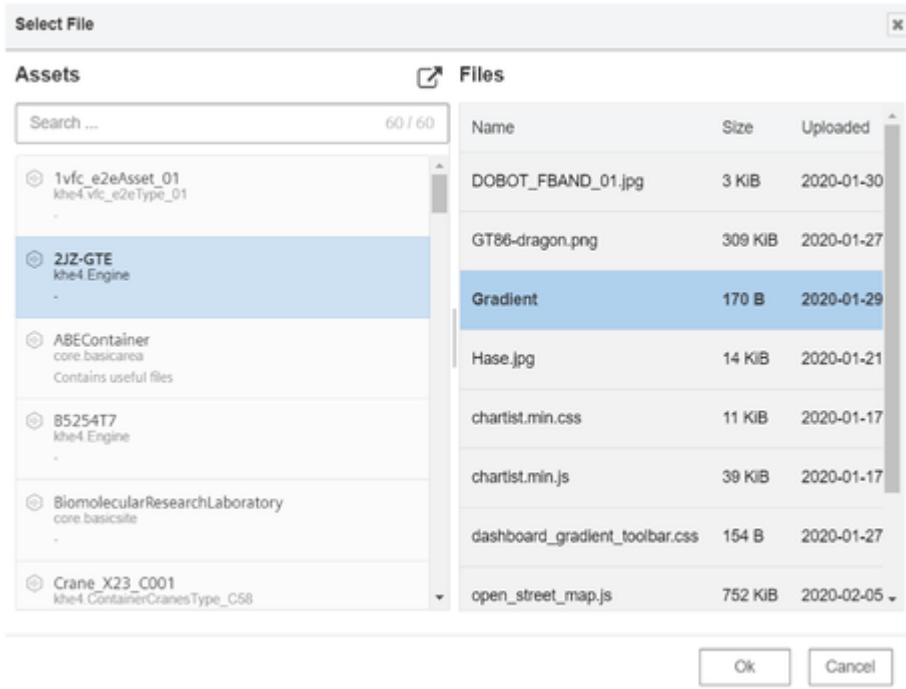 Select File
Assets
Search ... 60 / 60
1vfc_e2eAsset_01
khe4.vfc_e2eType_01
-
2JZ-GTE
khe4.Engine
-
ABEContainer
core.basicarea
Contains useful files
B5254T7
khe4.Engine
-
BiomolecularResearchLaboratory
core.basicsite
-
Crane_X23_C001
khe4.ContainerCranesType_C58
Files
Name Size Uploaded
DOBOT_FBAND_01.jpg 3 KiB 2020-01-30
GT86-dragon.png 309 KiB 2020-01-27
Gradient 170 B 2020-01-29
Hase.jpg 14 KiB 2020-01-21
chartist.min.css 11 KiB 2020-01-17
chartist.min.js 39 KiB 2020-01-17
dashboard_gradient_toolbar.css 154 B 2020-01-27
open_street_map.js 752 KiB 2020-02-05
Ok Cancel